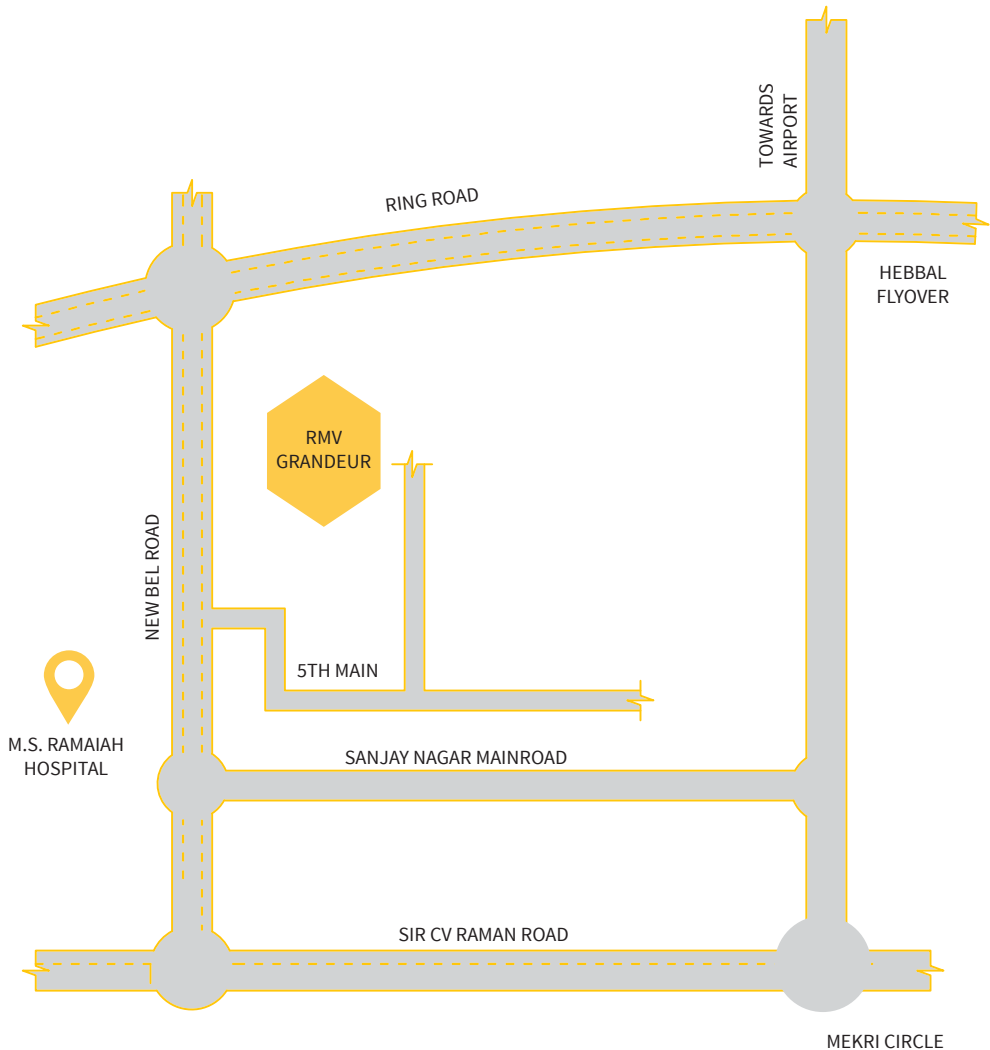 TOWARDS
AIRPORT
RING ROAD
HEBBAL
FLYOVER
RMV
GRANDEUR
NEW BEL ROAD
5TH MAIN
M.S. RAMAIAH
HOSPITAL
SANJAY NAGAR MAINROAD
SIR CV RAMAN ROAD
MEKRI CIRCLE